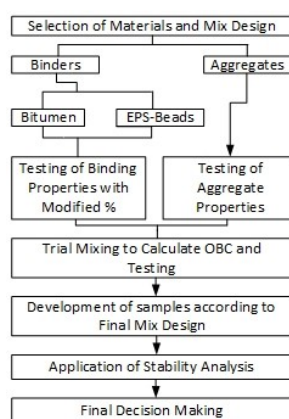 Selection of Materials and Mix Design
Binders
Aggregates
Bitumen
EPS-Beads
Testing of Binding
Properties with
Modified %
Testing of
Aggregate
Properties
Trial Mixing to Calculate OBC and
Testing
Development of samples according to
Final Mix Design
Application of Stability Analysis
Final Decision Making